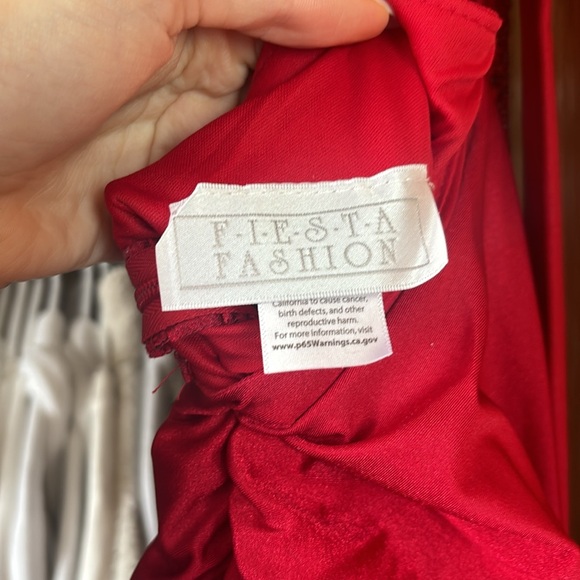 F-I-E-S-T-A
FASHION
California to cause cancer,
birth defects, and other
reproductive harm.
For more information, visit
www.p65Warnings.ca.gov